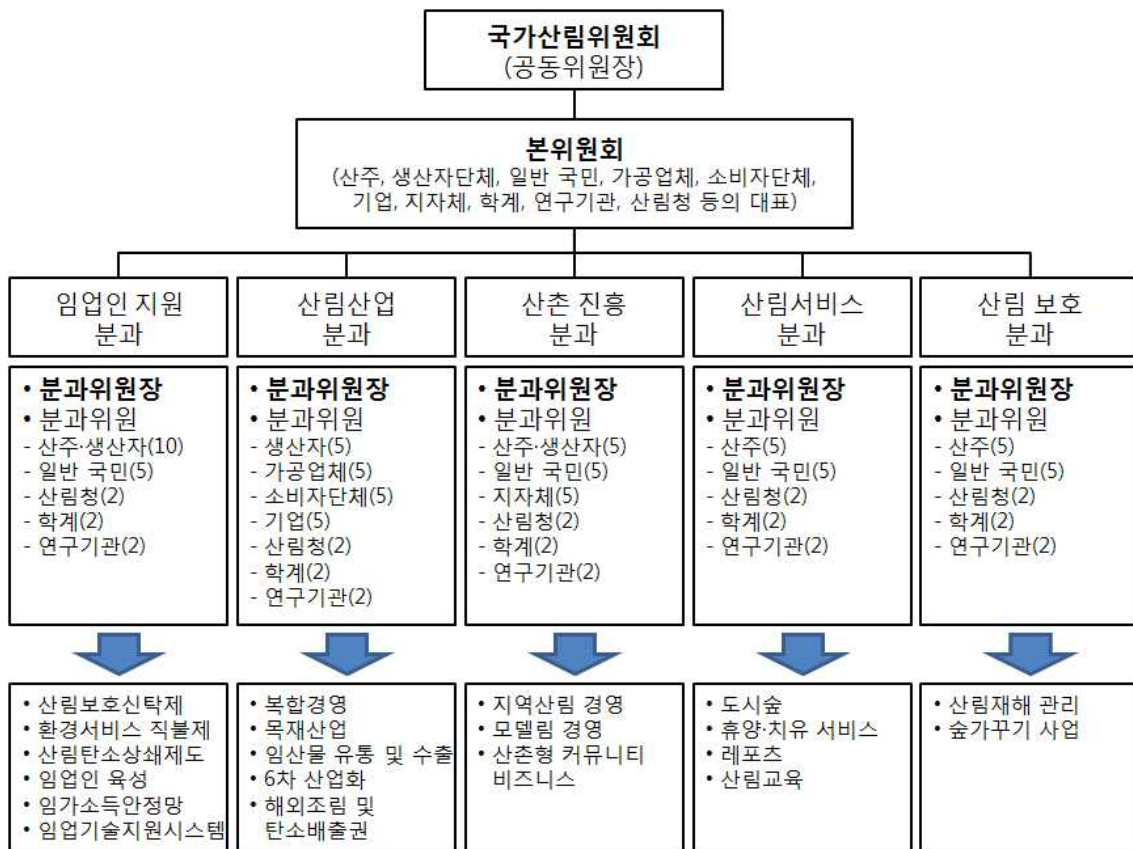 국가산림위원회
(공동위원장)
본위원회
(산주, 생산자단체, 일반 국민, 가공업체, 소비자단체,
기업, 지자체, 학계, 연구기관, 산림청 등의 대표)
임업인 지원
분과
산림산업
분과
산촌 진흥
분과
산림서비스
분과
산림 보호
분과
• 분과위원장
• 분과위원
- 산주·생산자(10)
- 일반 국민(5)
- 산림청(2)
- 학계(2)
- 연구기관(2)
• 분과위원장
• 분과위원
- 생산자(5)
- 가공업체(5)
- 소비자단체(5)
- 기업(5)
- 산림청(2)
- 학계(2)
- 연구기관(2)
• 분과위원장
• 분과위원
- 산주·생산자(5)
- 일반 국민(5)
- 지자체(5)
- 산림청(2)
- 학계(2)
- 연구기관(2)
• 분과위원장
• 분과위원
- 산주(5)
- 일반 국민(5)
- 산림청(2)
- 학계(2)
- 연구기관(2)
• 분과위원장
• 분과위원
- 산주(5)
- 일반 국민(5)
- 산림청(2)
- 학계(2)
- 연구기관(2)
• 산림보호신탁제
• 환경서비스 직불제
• 산림탄소상쇄제도
• 임업인 육성
• 임가소득안정망
• 임업기술지원시스템
• 복합경영
• 목재산업
• 임산물 유통 및 수출
• 6차 산업화
• 해외조림 및
탄소배출권
• 지역산림 경영
• 모델림 경영
• 산촌형 커뮤니티
비즈니스
• 도시숲
• 휴양·치유 서비스
• 레포츠
• 산림교육
• 산림재해 관리
• 숲가꾸기 사업